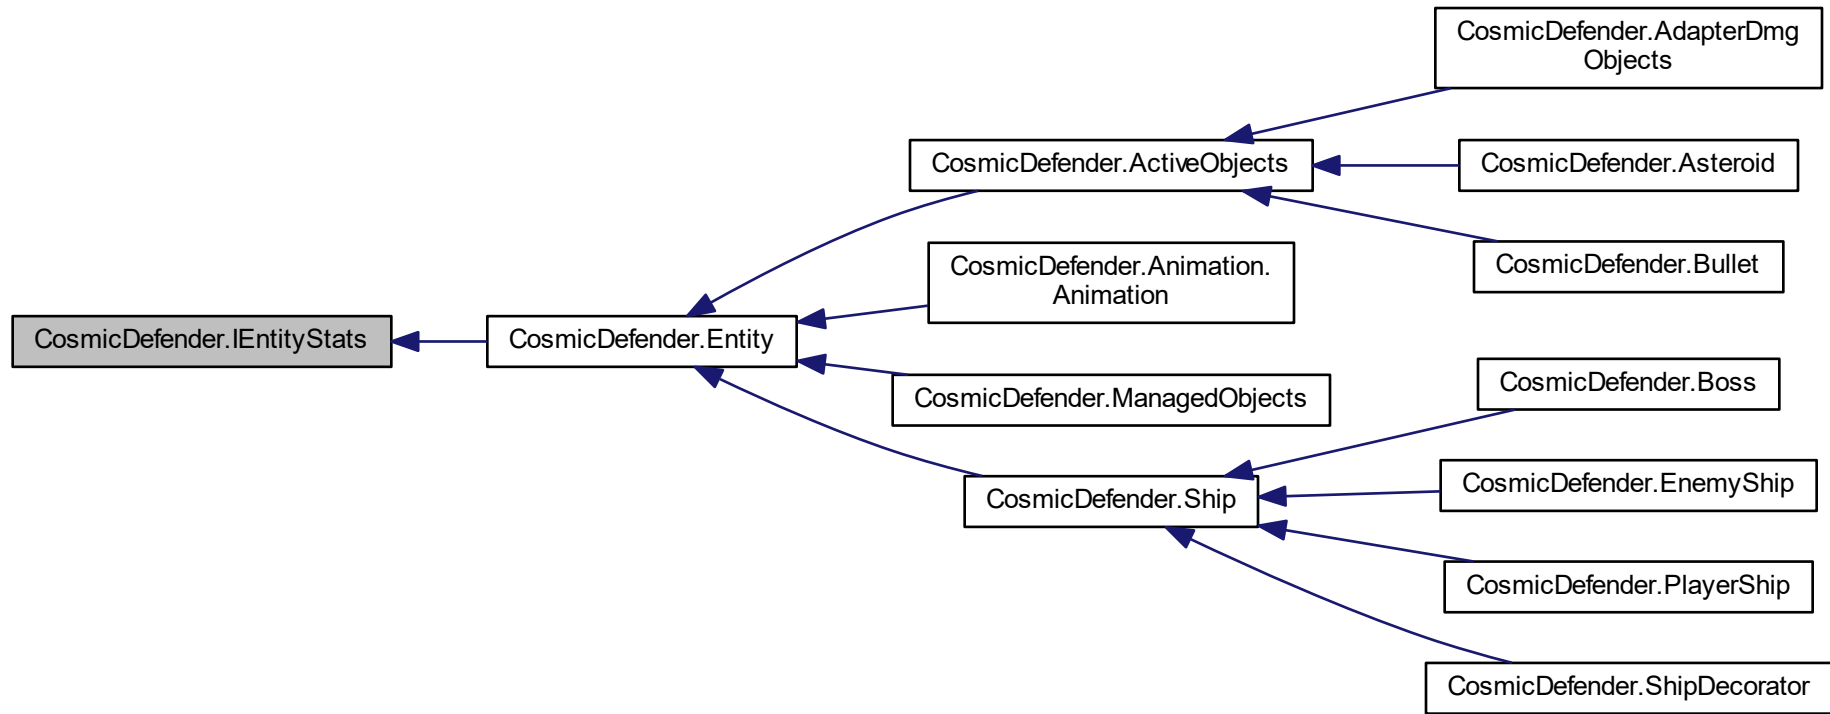 CosmicDefender.AdapterDmg
Objects
CosmicDefender.ActiveObjects
CosmicDefender.Asteroid
CosmicDefender.Bullet
CosmicDefender.Animation.
Animation
CosmicDefender.IEntityStats
CosmicDefender.Entity
CosmicDefender.ManagedObjects
CosmicDefender.Boss
CosmicDefender.Ship
CosmicDefender.EnemyShip
CosmicDefender.PlayerShip
CosmicDefender.ShipDecorator